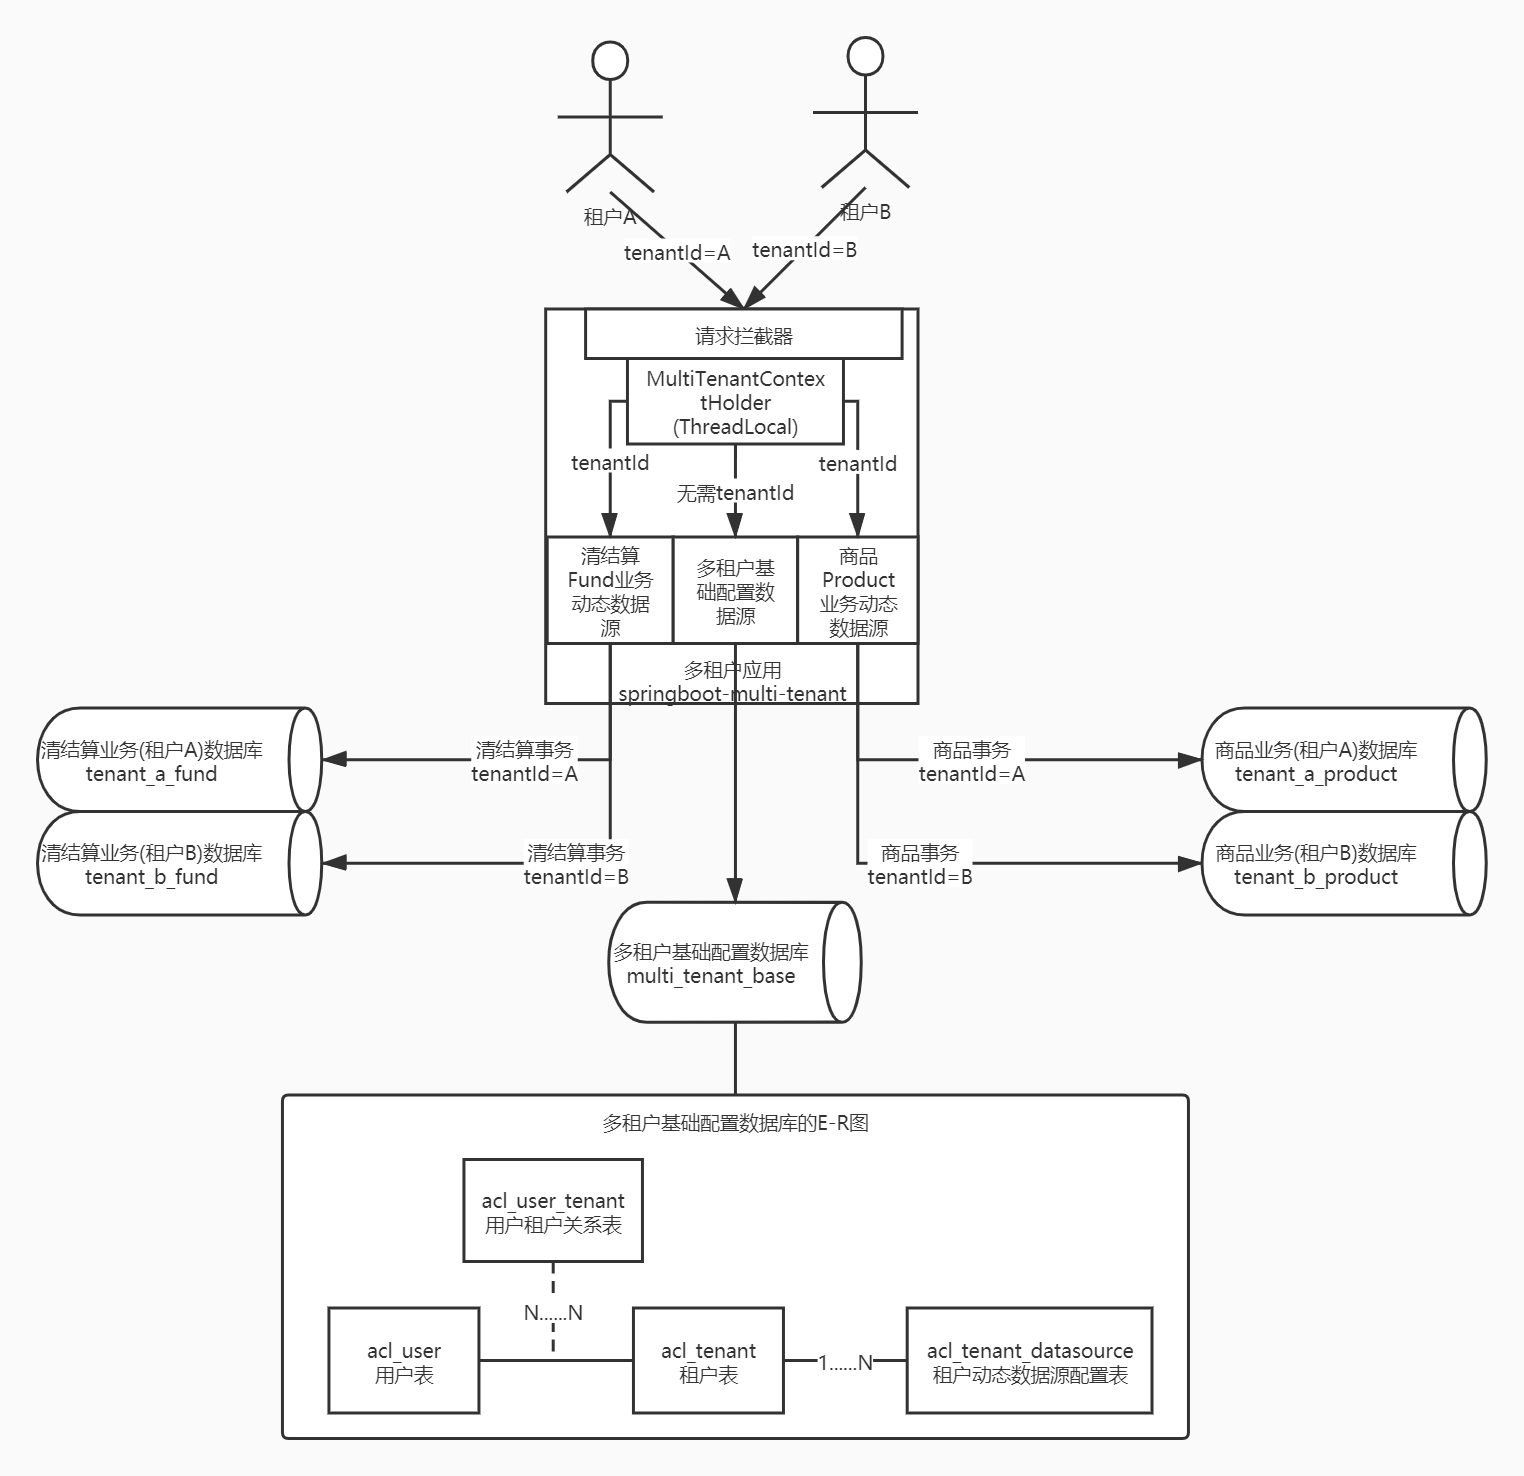 租户A
租户B
tenantId=A
tenantId=B
请求拦截器
MultiTenantContex
tHolder
(ThreadLocal)
tenantId
无需tenantId
tenantId
清结算
Fund业务
动态数据
源
多租户基
础配置数
据源
商品
Product
业务动态
数据源
多租户应用
springboot-multi-tenant
清结算业务(租户A)数据库
tenant_a_fund
清结算事务
tenantId=A
商品事务
tenantId=A
商品业务(租户A)数据库
tenant_a_product
清结算业务(租户B)数据库
tenant_b_fund
清结算事务
tenantId=B
商品事务
tenantId=B
商品业务(租户B)数据库
tenant_b_product
多租户基础配置数据库
multi_tenant_base
多租户基础配置数据库的E-R图
acl_user_tenant
用户租户关系表
N......N
acl_user
用户表
acl_tenant
租户表
1......N
acl_tenant_datasource
租户动态数据源配置表